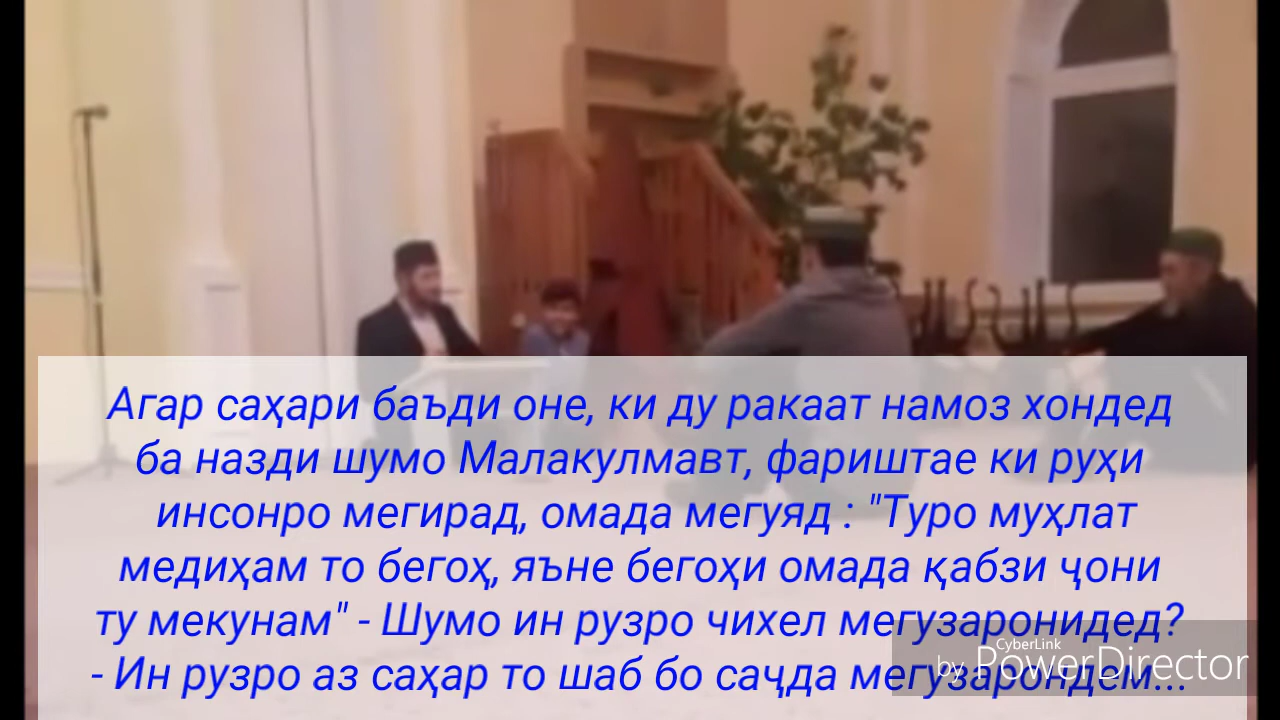 Агар саҳари баъди оне, ки ду ракаат намоз хондед
ба назди шумо Малакулмавт, фариштае ки руҳи
инсонро мегирад, омада мегуяд : "Туро муҳлат
медиҳам то бегоҳ, яъне бегоҳи омада қабзи ҷони
ту мекунам" - Шумо ин рузро чихел мегузаронидед?
- Ин рузро аз саҳар то шаб бо саҷда мегузарондем...
CyberLink
by PowerDirector